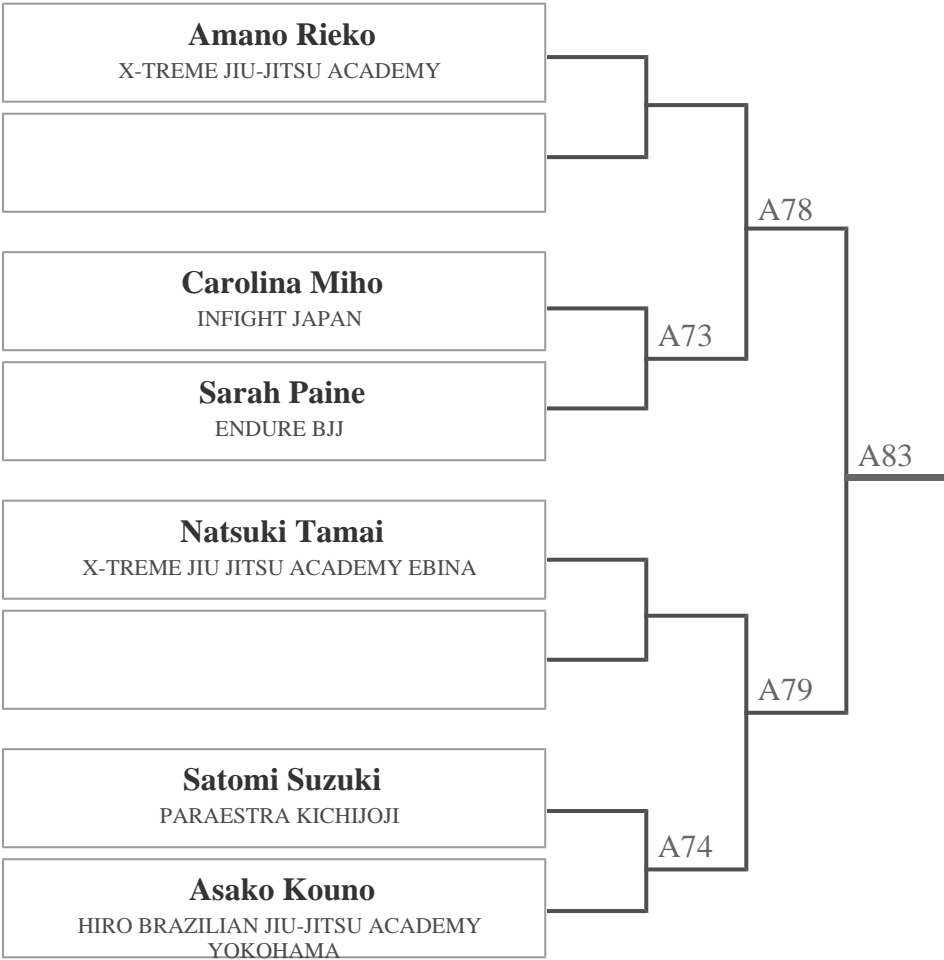 Amano Rieko
X-TREME JIU-JITSU ACADEMY
A78
Carolina Miho
INFIGHT JAPAN
A73
Sarah Paine
ENDURE BJJ
A83
Natsuki Tamai
X-TREME JIU JITSU ACADEMY EBINA
A79
Satomi Suzuki
PARAESTRA KICHIJOJI
A74
Asako Kouno
HIRO BRAZILIAN JIU-JITSU ACADEMY
YOKOHAMA